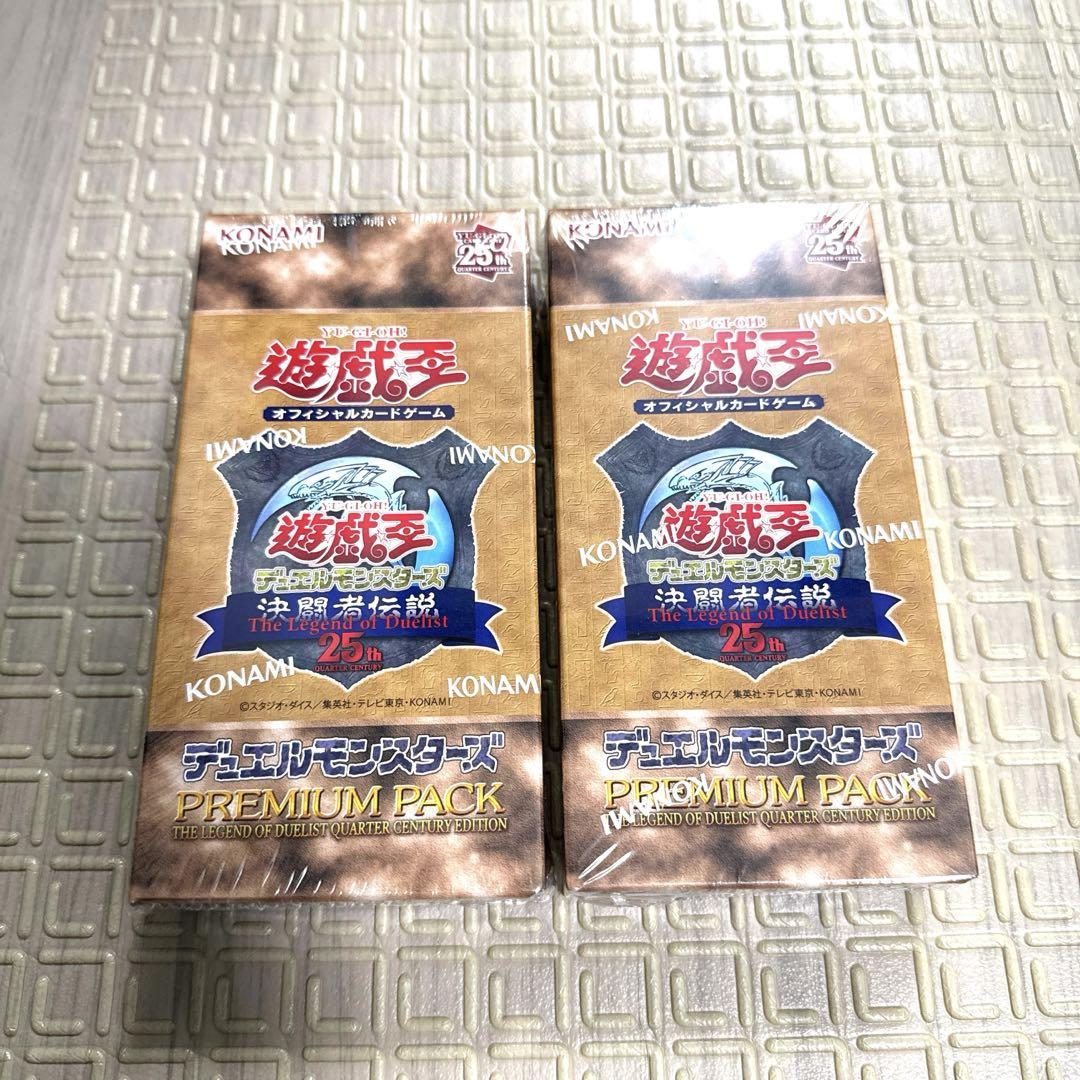 KONAMI
KONAMI
YU-GI-OH!
25th
QUARTER CENTURY
YU-GI-OH!
遊戯王
オフィシャルカードゲーム
KONAMI
KONAMI
YU-GI-OH!
遊戯王
デュエルモンスターズ
決闘者伝説
The Legend of Duelist
25th
QUARTER CENTURY
KONAMI
KONAMI
©スタジオ・ダイス/集英社・テレビ東京・KONAMI
デュエルモンスターズ
PREMIUM PACK
THE LEGEND OF DUELIST QUARTER CENTURY EDITION
KONAMI
25th
QUARTER CENTURY
KONAMI
KONAMI
YU-GI-OH!
遊戯王
オフィシャルカードゲーム
YU-GI-OH!
遊戯王
KONAMI
KONAMI
デュエルモンスターズ
決闘者伝説
The Legend of Duelist
25th
QUARTER CENTURY
©スタジオ・ダイス/集英社・テレビ東京・KONAMI
デュエルモンスターズ
KONAMI
KONAMI
PREMIUM PACK
THE LEGEND OF DUELIST QUARTER CENTURY EDITION